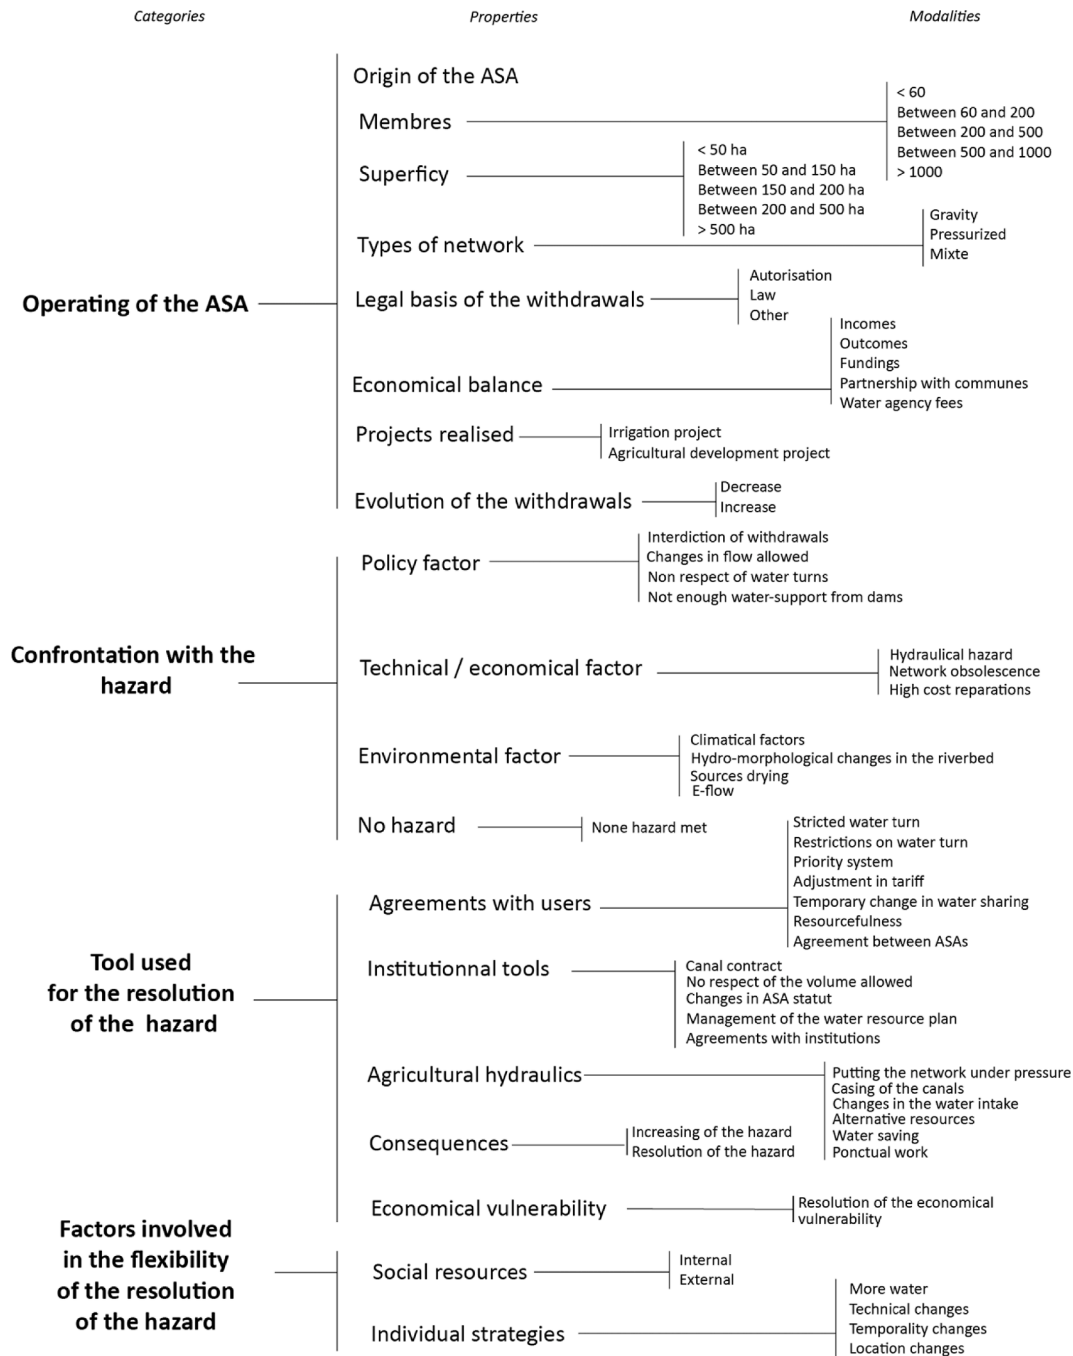 Categories Properties Modalities
Operating of the ASA
Origin of the ASA
Membres
< 60
Between 60 and 200
Between 200 and 500
Between 500 and 1000
> 1000
Superficy
< 50 ha
Between 50 and 150 ha
Between 150 and 200 ha
Between 200 and 500 ha
> 500 ha
Types of network
Gravity
Pressurized
Mixte
Legal basis of the withdrawals
Autorisation
Law
Other
Economical balance
Incomes
Outcomes
Fundings
Partnership with communes
Water agency fees
Projects realised
Irrigation project
Agricultural development project
Evolution of the withdrawals
Decrease
Increase
Confrontation with the
hazard
Policy factor
Interdiction of withdrawals
Changes in flow allowed
Non respect of water turns
Not enough water-support from dams
Technical / economical factor
Hydraulical hazard
Network obsolescence
High cost reparations
Environmental factor
Climatical factors
Hydro-morphological changes in the riverbed
Sources drying
E-flow
No hazard
None hazard met
Tool used
for the resolution
of the hazard
Agreements with users
Stricted water turn
Restrictions on water turn
Priority system
Adjustment in tariff
Temporary change in water sharing
Resourcefulness
Agreement between ASAs
Institutionnal tools
Canal contract
No respect of the volume allowed
Changes in ASA statut
Management of the water resource plan
Agreements with institutions
Agricultural hydraulics
Putting the network under pressure
Casing of the canals
Changes in the water intake
Alternative resources
Water saving
Ponctual work
Consequences
Increasing of the hazard
Resolution of the hazard
Economical vulnerability
Resolution of the economical
vulnerability
Factors involved
in the flexibility
of the resolution
of the hazard
Social resources
Internal
External
Individual strategies
More water
Technical changes
Temporality changes
Location changes